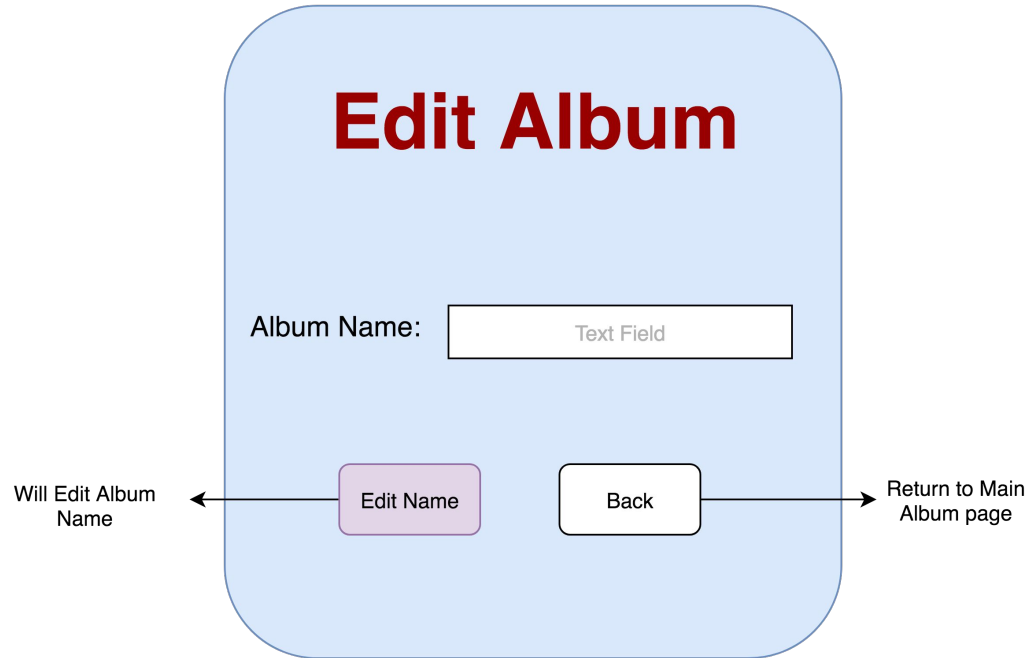 Edit Album
Album Name:
Text Field
Will Edit Album
Name
Edit Name
Back
Return to Main
Album page